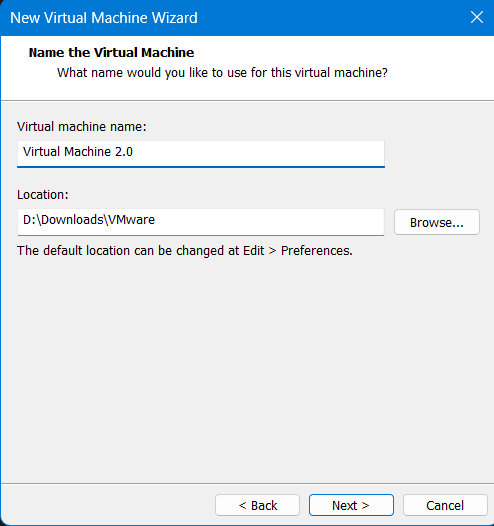 New Virtual Machine Wizard
Name the Virtual Machine
What name would you like to use for this virtual machine?
Virtual machine name:
Virtual Machine 2.0
Location:
D:\Downloads\VMware
Browse...
The default location can be changed at Edit > Preferences.
< Back Next > Cancel